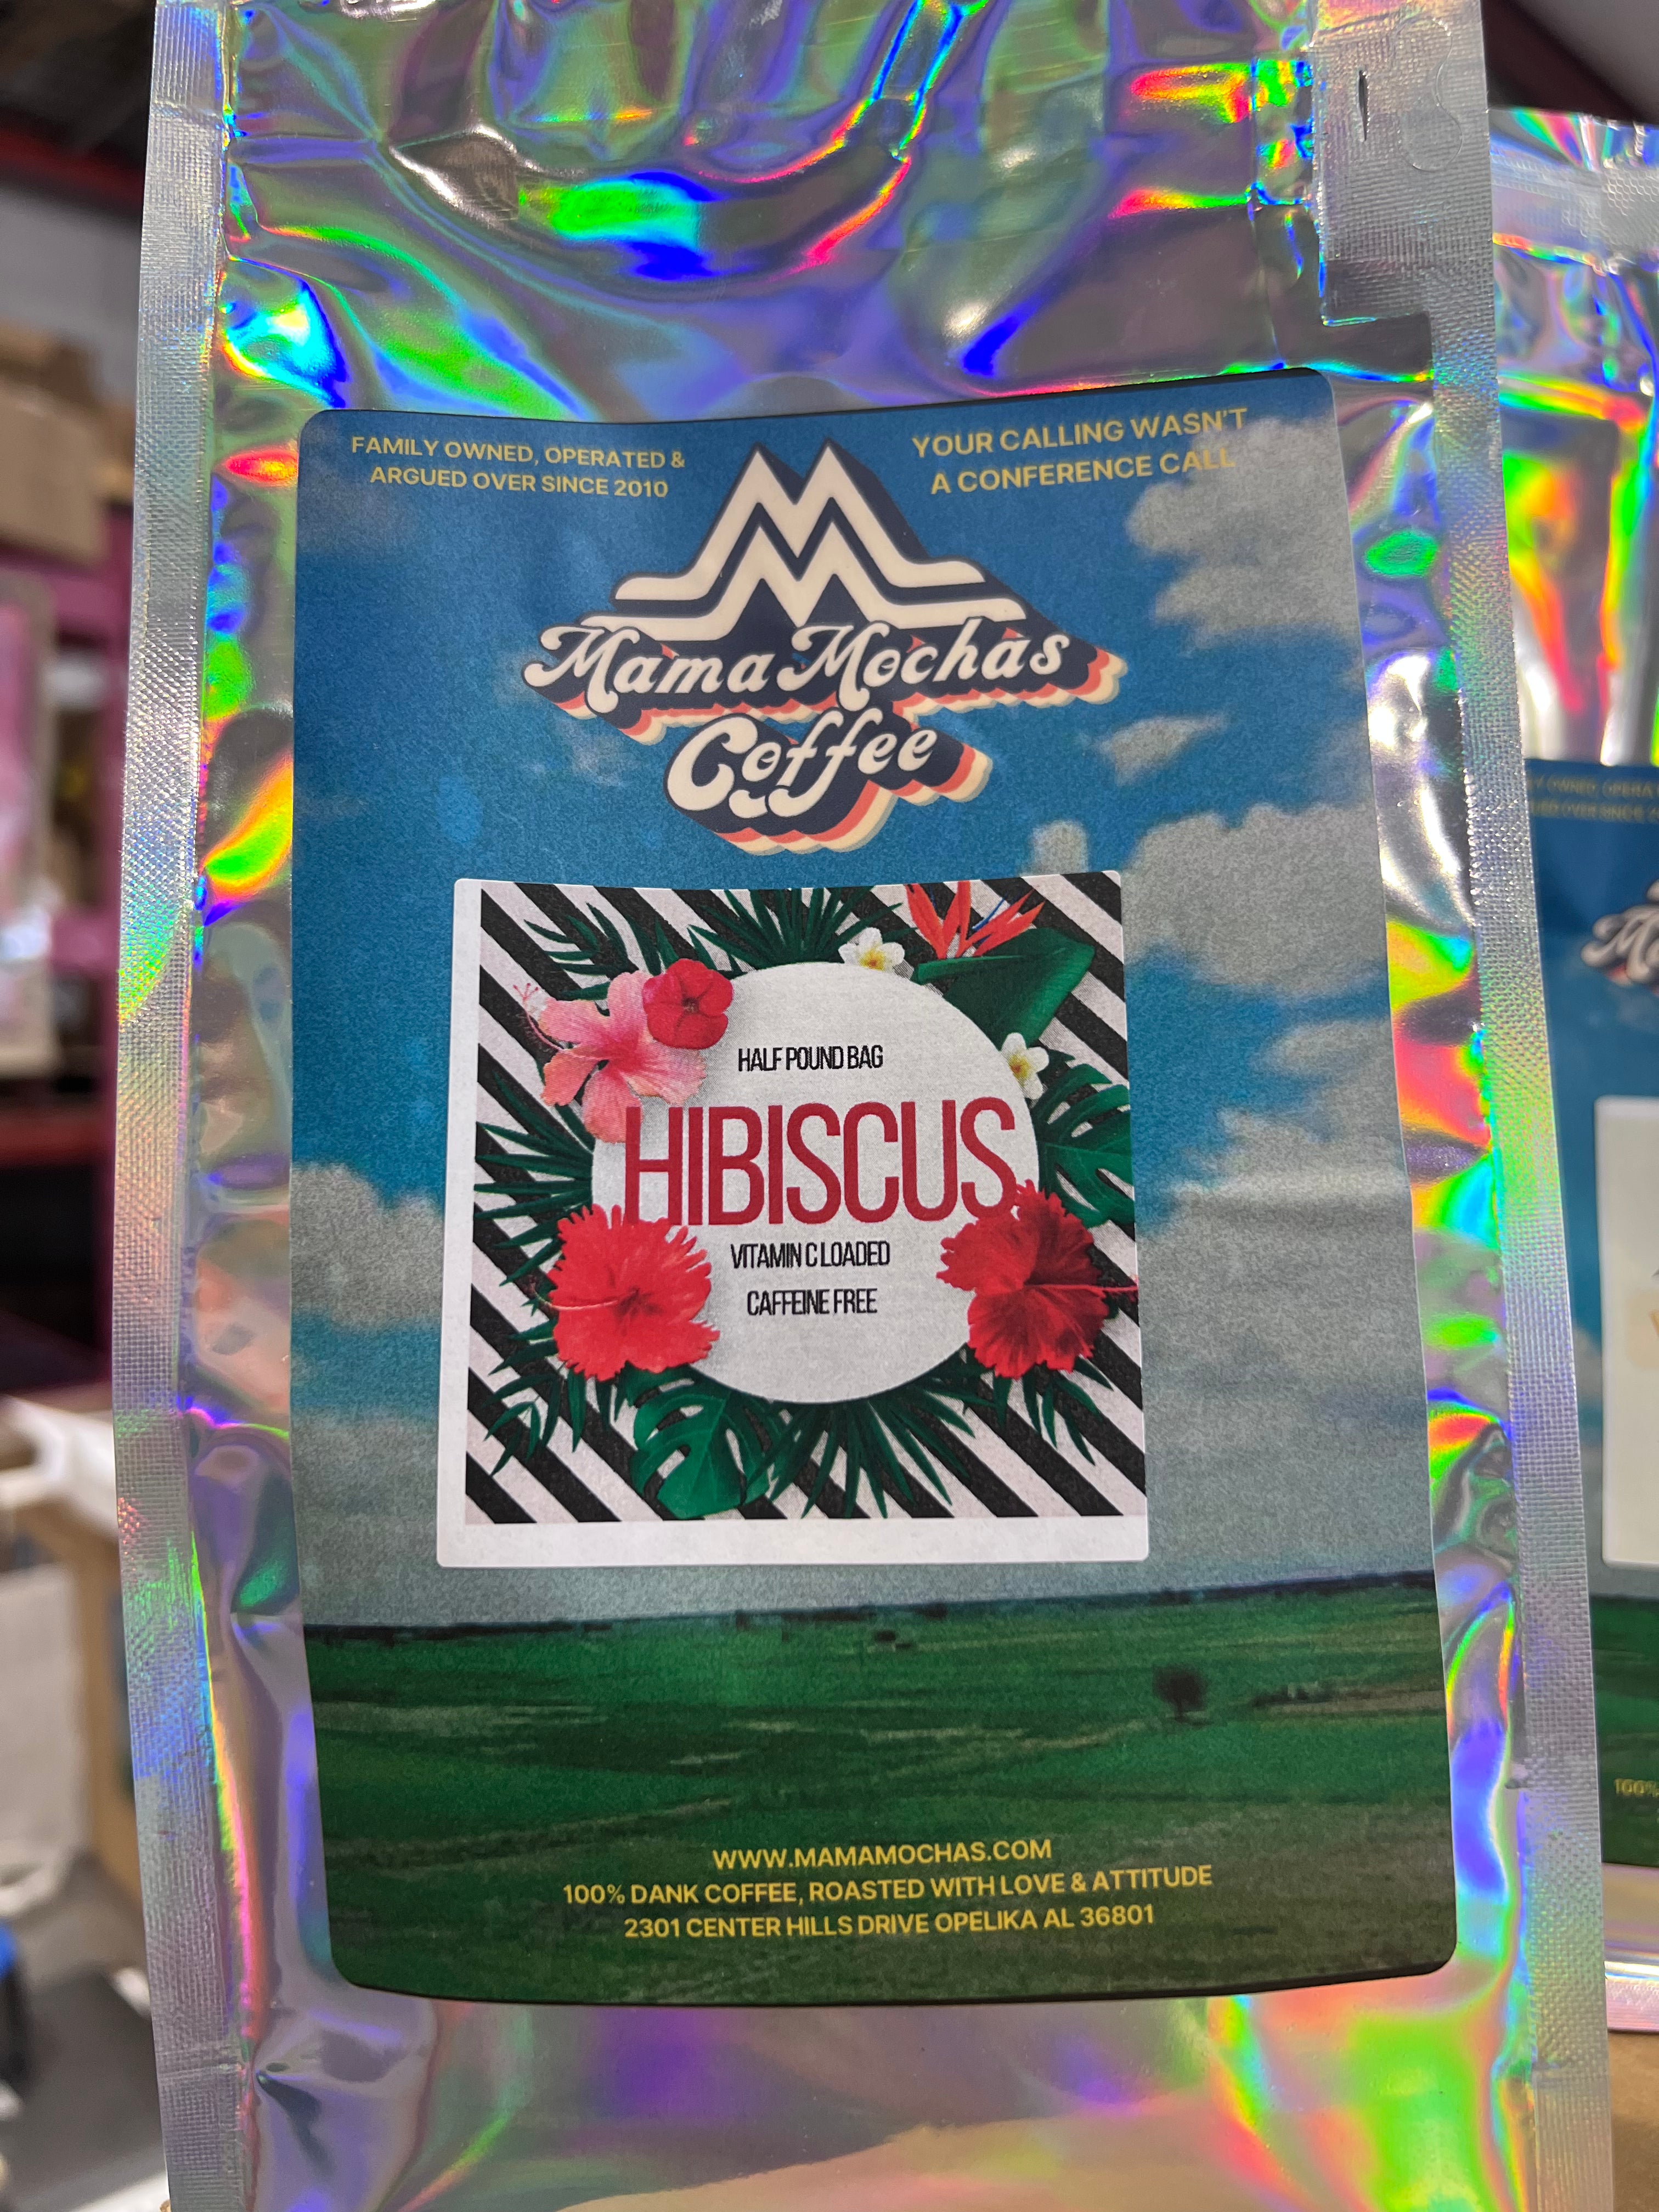 FAMILY OWNED, OPERATED &
ARGUED OVER SINCE 2010
YOUR CALLING WASN'T
A CONFERENCE CALL
Mama Mochas
Coffee
HALF POUND BAG
HIBISCUS
VITAMIN C LOADED
CAFFEINE FREE
WWW.MAMAMOCHAS.COM
100% DANK COFFEE, ROASTED WITH LOVE & ATTITUDE
2301 CENTER HILLS DRIVE OPELIKA AL 36801
100%